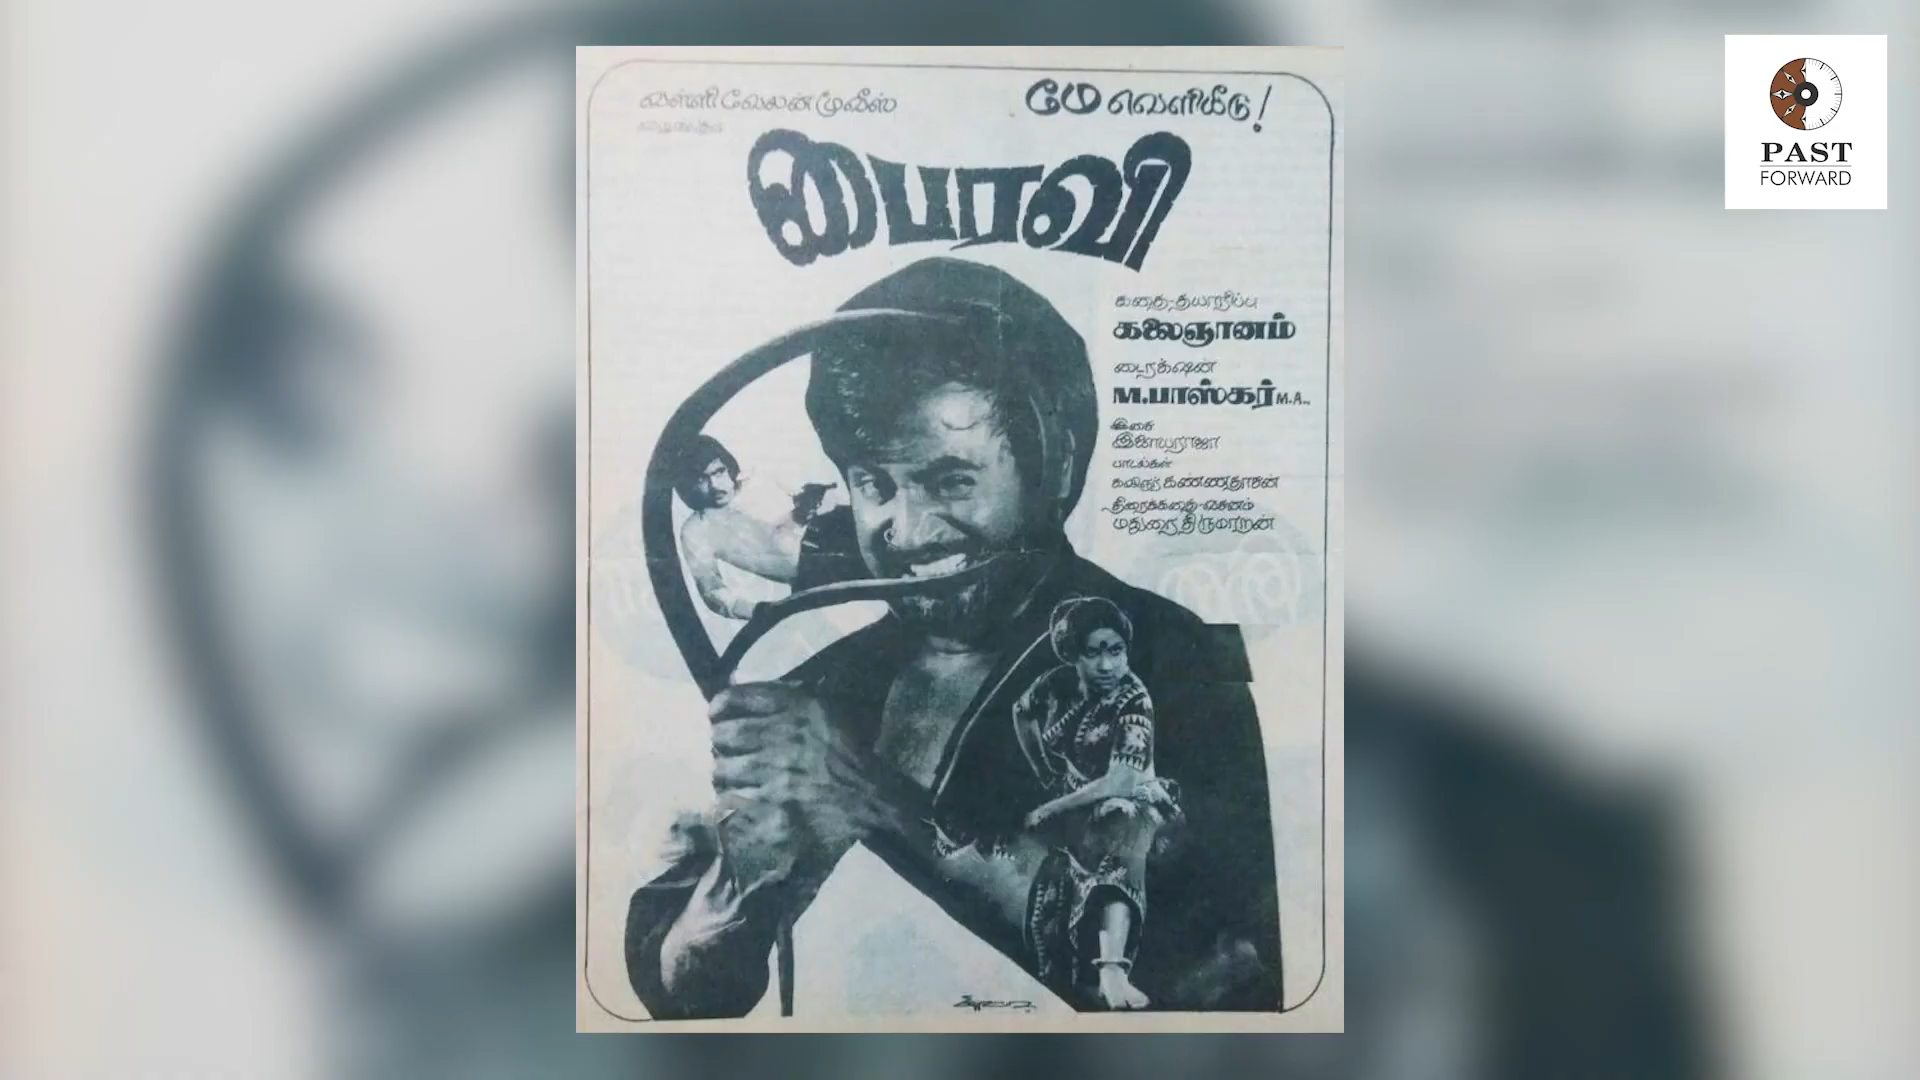 வள்ளி வேலன் மூவீஸ்
மே வெளியீடு!
பைரவி
கதை-தயாரிப்பு
கலைஞானம்
டைரக்‌ஷன்
M.பாஸ்கர் M.A.,
இசை
இளையராஜா
பாடல்கள்
கவிஞர் கண்ணதாசன்
திரைக்கதை-வசனம்
மதுரை திருமாறன்
PAST
FORWARD